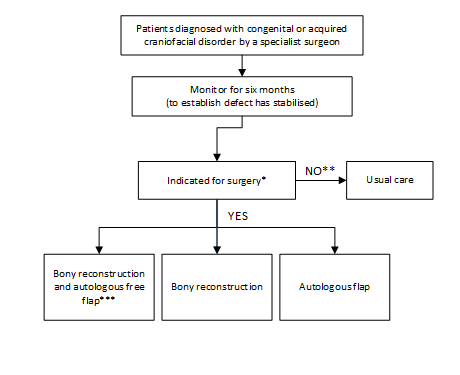 Patients diagnosed with congenital or acquired
craniofacial disorder by a specialist surgeon
Monitor for six months
(to establish defect has stabilised)
Indicated for surgery*
NO**
Usual care
YES
Bony reconstruction
and autologous free
flap***
Bony reconstruction
Autologous flap